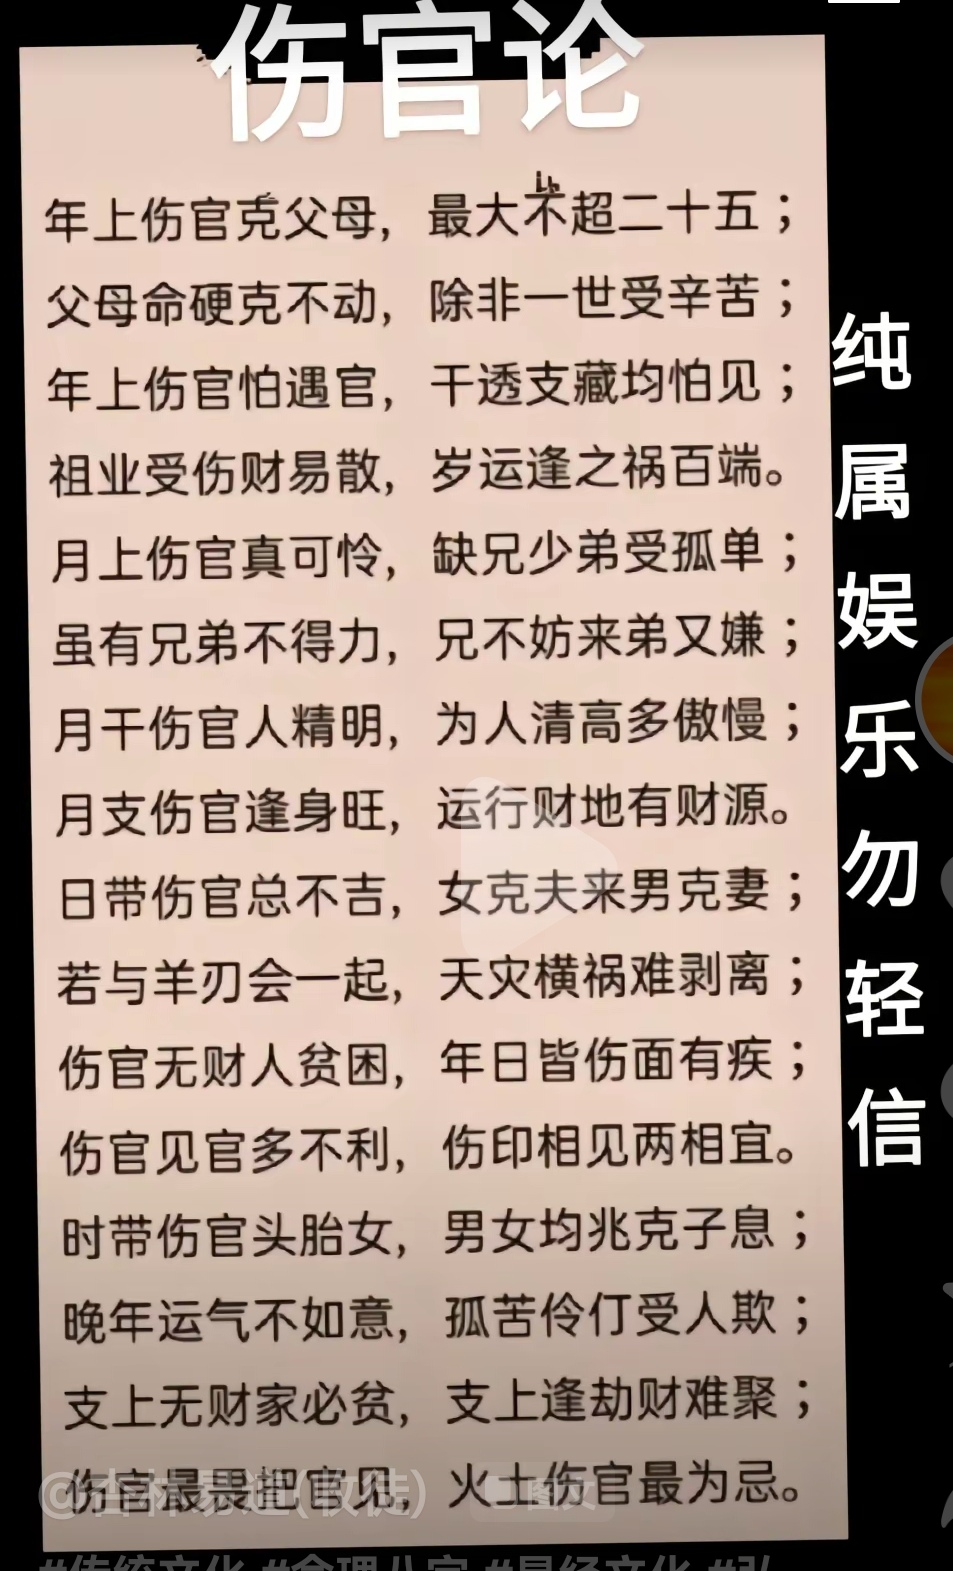 伤官论
年上伤官克父母，最大不超二十五；
父母命硬克不动，除非一世受辛苦；
年上伤官怕遇官，干透支藏均怕见；
祖业受伤财易散，岁运逢之祸百端。
月上伤官真可怜，缺兄少弟受孤单；
虽有兄弟不得力，兄不妨来弟又嫌；
月干伤官人精明，为人清高多傲慢；
月支伤官逢身旺，运行财地有财源。
日带伤官总不吉，女克夫来男克妻；
若与羊刃会一起，天灾横祸难剥离；
伤官无财人贫困，年日皆伤面有疾；
伤官见官多不利，伤印相见两相宜。
时带伤官头胎女，男女均兆克子息；
晚年运气不如意，孤苦伶仃受人欺；
支上无财家必贫，支上逢劫财难聚；
伤官最畏把官见，火土伤官最为忌。
纯属娱乐勿轻信
@杏林易道(收徒)
图文
#传统文化 #命理八字 #易经文化